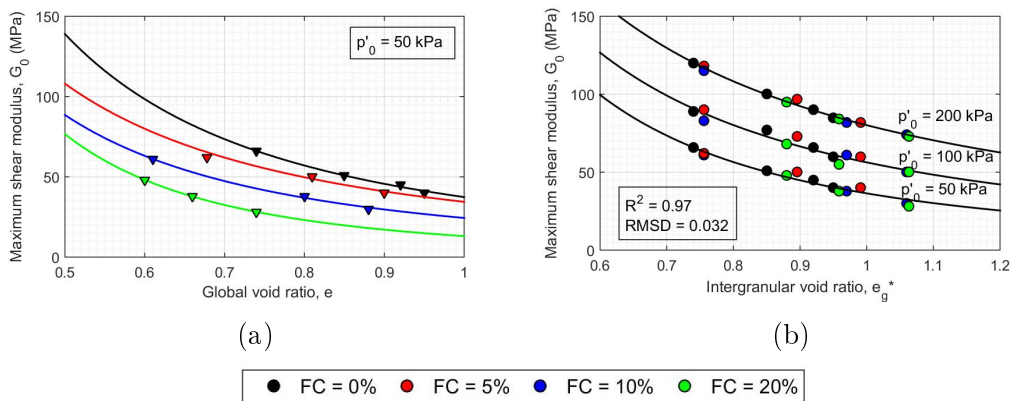 150
100
50
0
Maximum shear modulus, G0 (MPa)
p'0 = 50 kPa
0.5 0.6 0.7 0.8 0.9 1
Global void ratio, e
(a)
150
100
50
0
Maximum shear modulus, G0 (MPa)
p'0 = 200 kPa
p'0 = 100 kPa
p'0 = 50 kPa
R2 = 0.97
RMSD = 0.032
0.6 0.7 0.8 0.9 1 1.1 1.2
Intergranular void ratio, eg*
(b)
FC = 0% FC = 5% FC = 10% FC = 20%